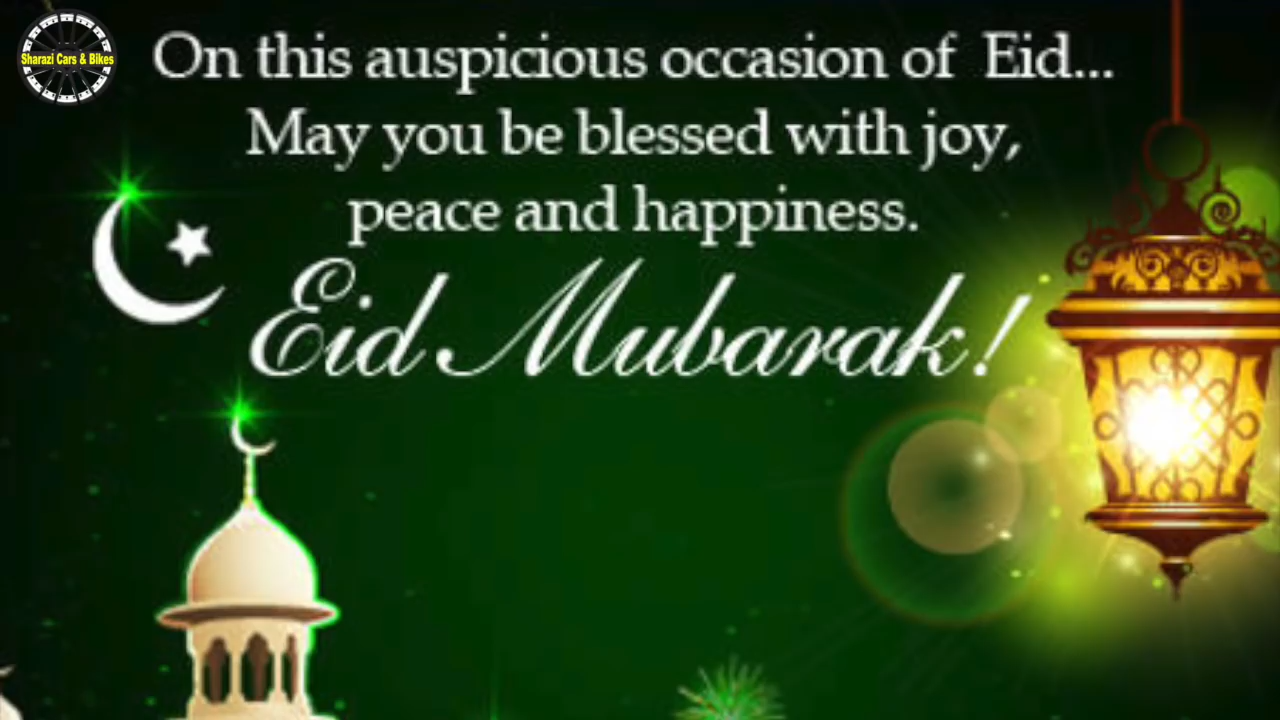 Sharazi Cars & Bikes
On this auspicious occasion of Eid...
May you be blessed with joy,
peace and happiness.
Eid Mubarak!